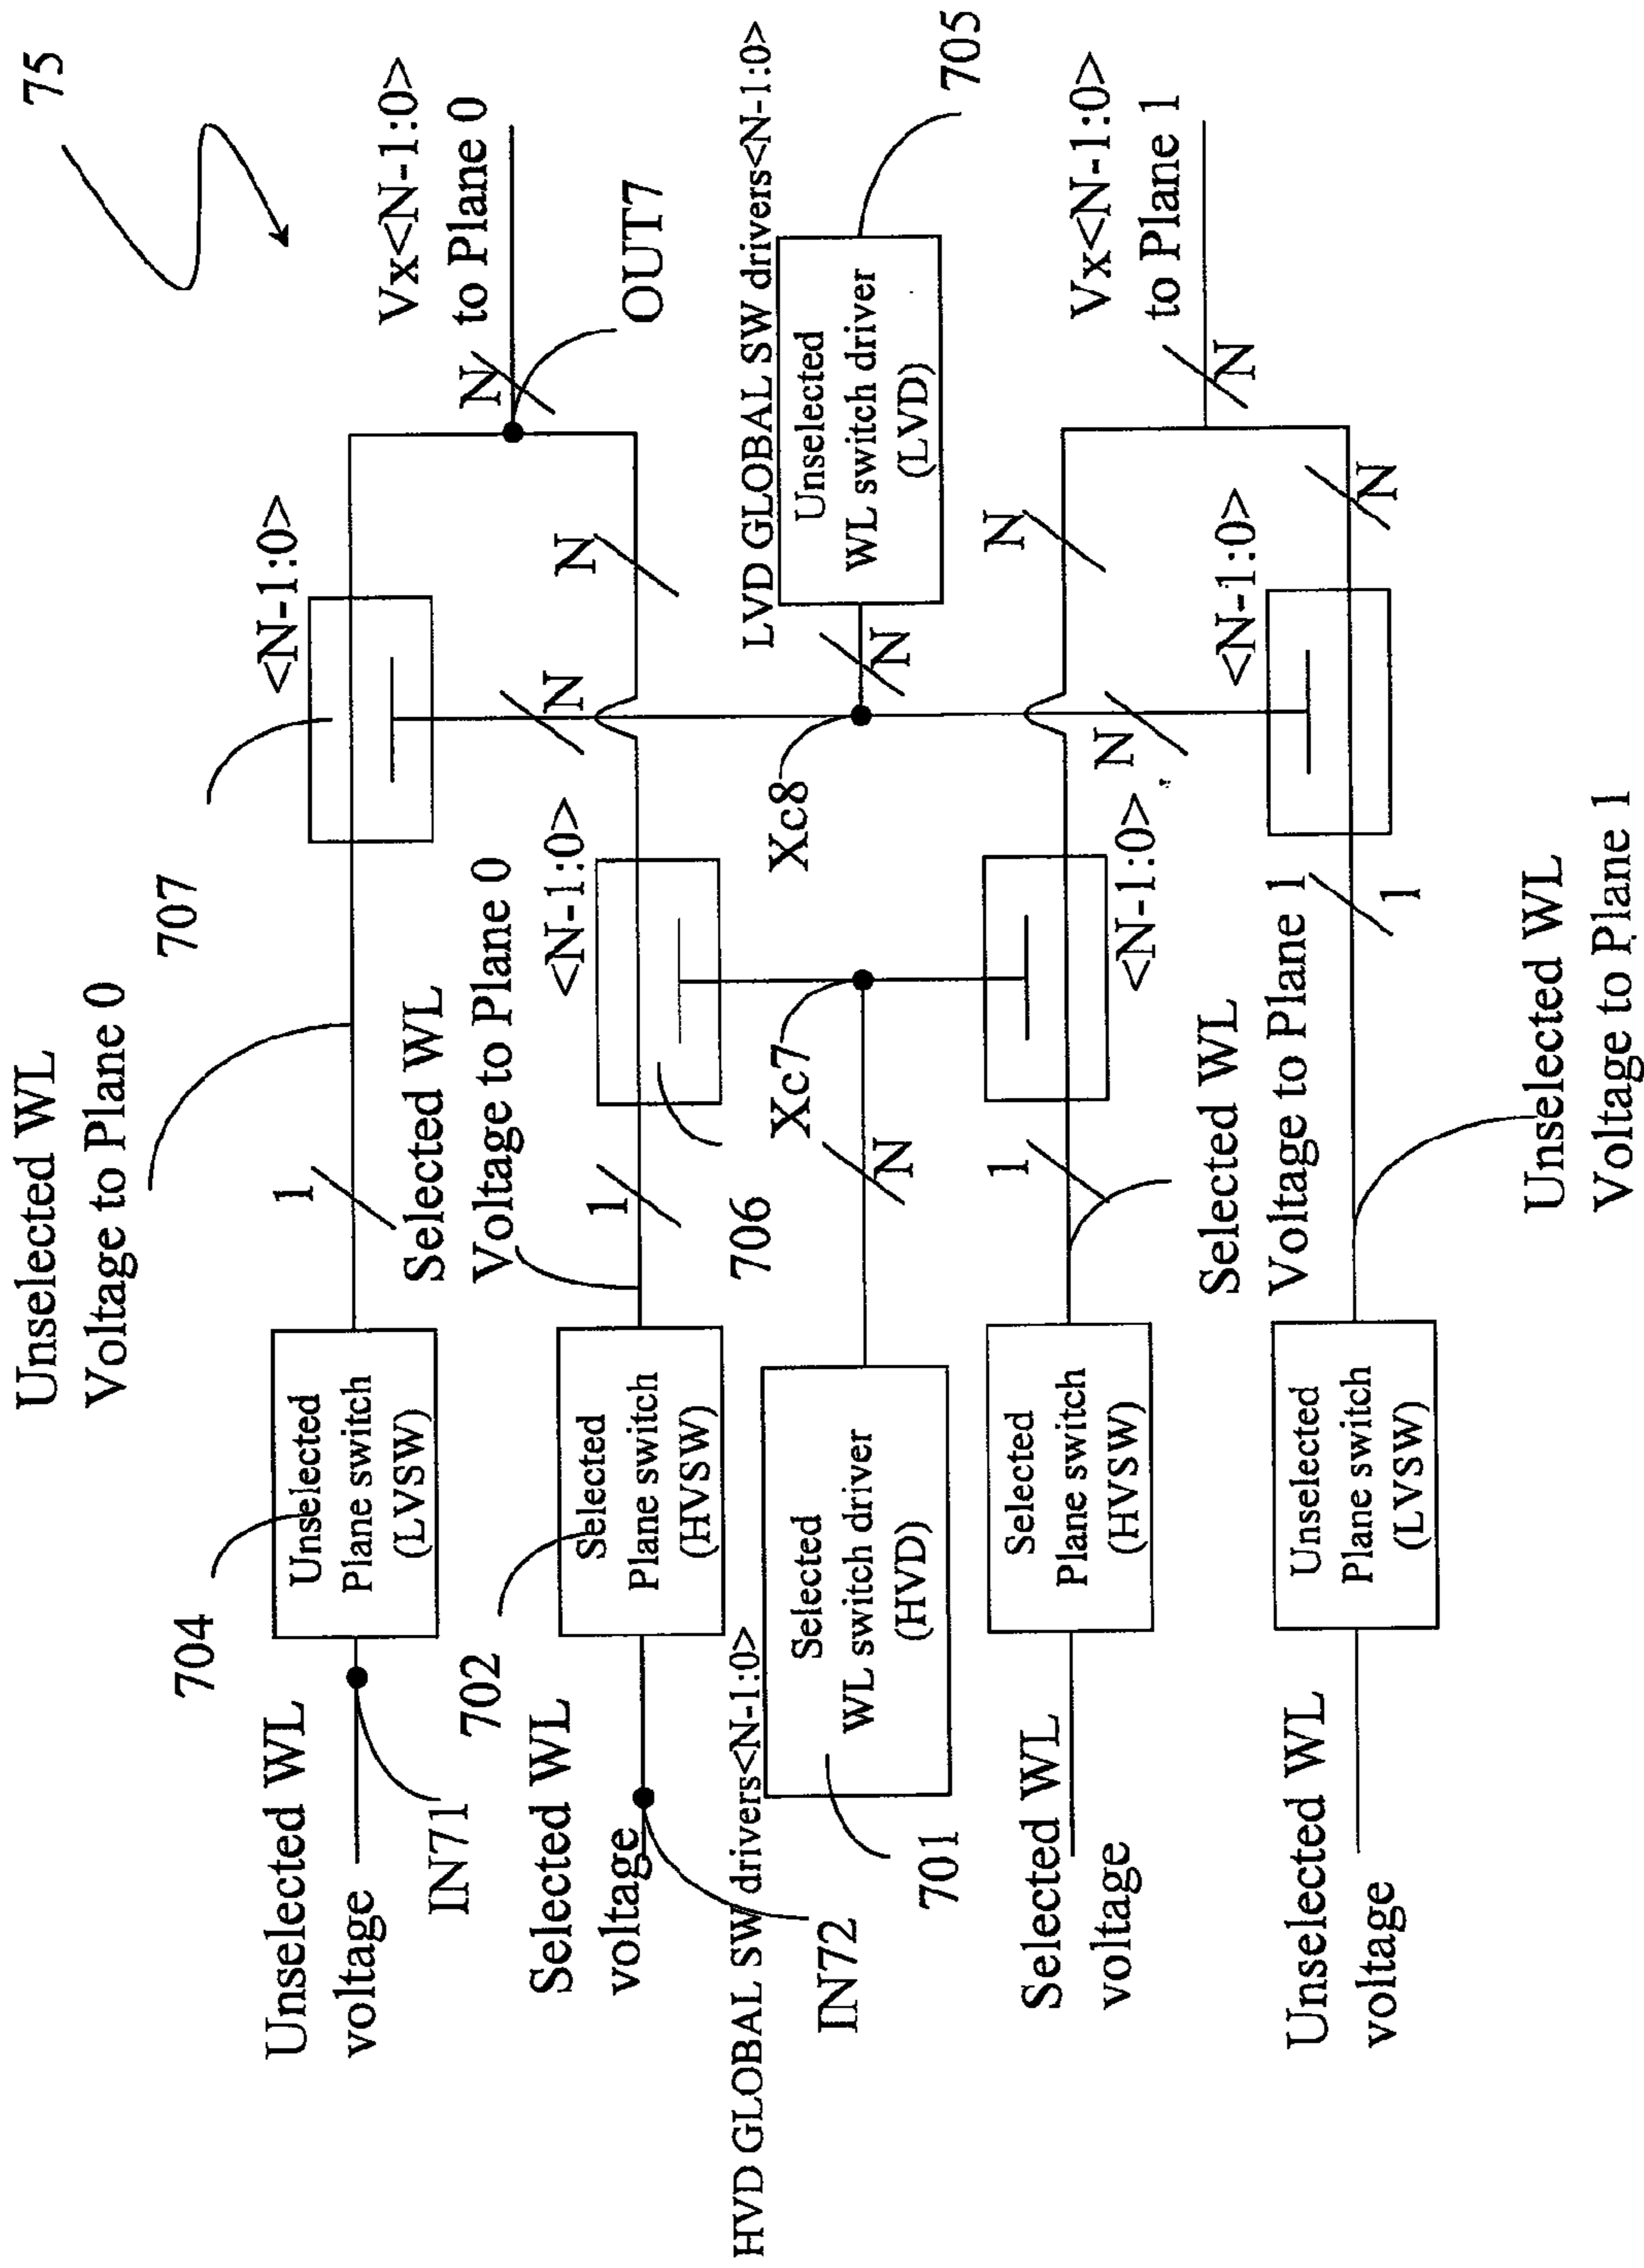 75
Unselected WL
Voltage to Plane 0
707
<N-1:0>
Vx<N-1:0>
to Plane 0
N
OUT7
704
Unselected
Plane switch
(LVSW)
1
Unselected WL
voltage
IN71
Selected WL
Voltage to Plane 0
<N-1:0>
N
N
702
Selected
Plane switch
(HVSW)
1
706
Selected WL
voltage
IN72
HVD GLOBAL SW drivers<N-1:0>
Selected
WL switch driver
(HVD)
701
N
Xc7
Xc8
N
LVD GLOBAL SW drivers<N-1:0>
Unselected
WL switch driver
(LVD)
705
Selected WL
voltage
Selected
Plane switch
(HVSW)
1
<N-1:0>
N
N
Vx<N-1:0>
to Plane 1
N
Selected WL
Voltage to Plane 1
<N-1:0>
N
Unselected WL
voltage
Unselected
Plane switch
(LVSW)
1
1
Unselected WL
Voltage to Plane 1